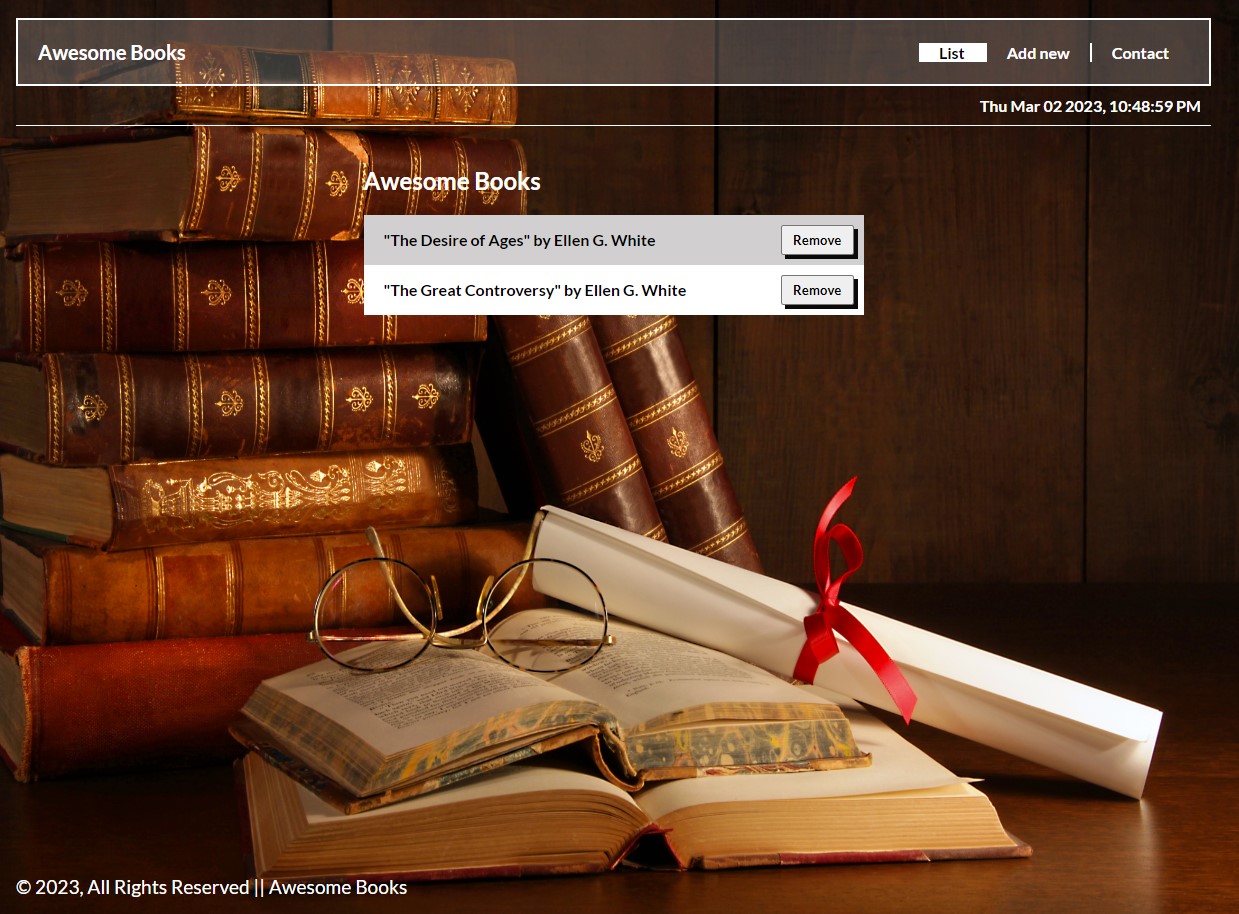 Awesome Books
List
Add new
Contact
Thu Mar 02 2023, 10:48:59 PM
Awesome Books
"The Desire of Ages" by Ellen G. White
Remove
"The Great Controversy" by Ellen G. White
Remove
© 2023, All Rights Reserved || Awesome Books